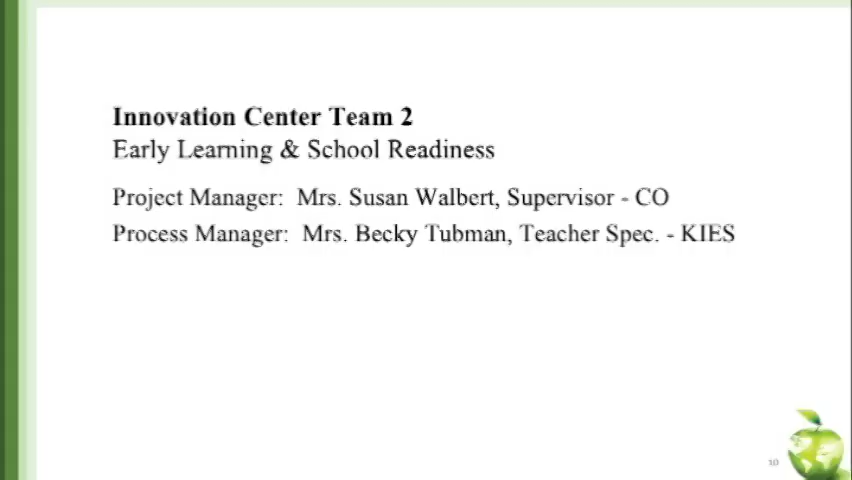 Innovation Center Team 2
Early Learning & School Readiness
Project Manager:  Mrs. Susan Walbert, Supervisor - CO
Process Manager:  Mrs. Becky Tubman, Teacher Spec. - KIES
10